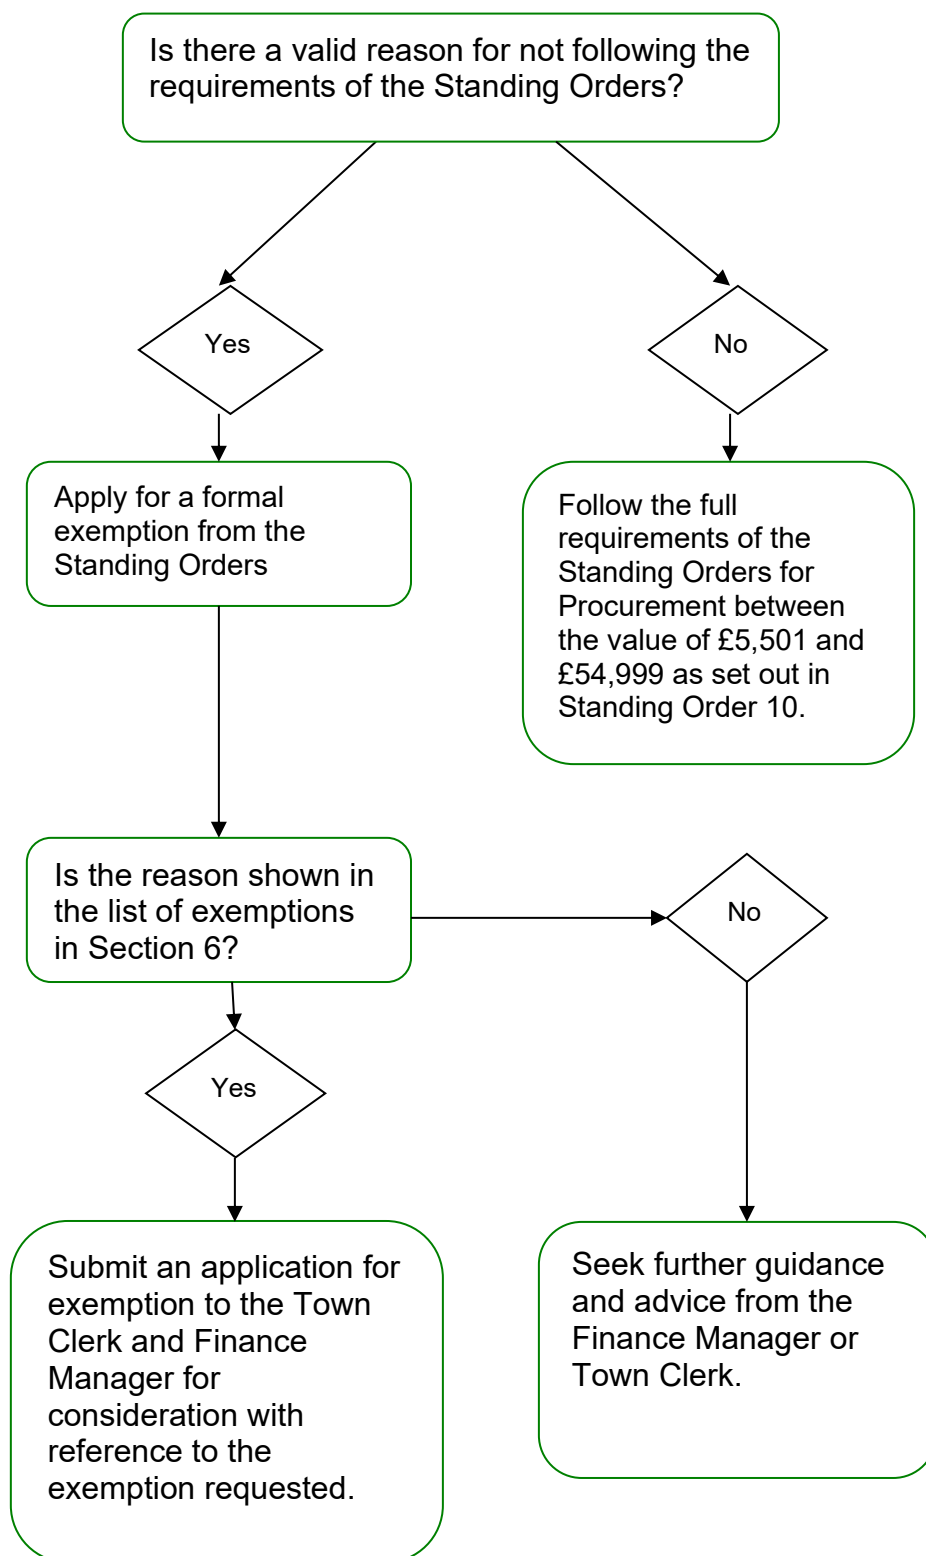 Is there a valid reason for not following the
requirements of the Standing Orders?
Yes
No
Apply for a formal
exemption from the
Standing Orders
Follow the full
requirements of the
Standing Orders for
Procurement between
the value of £5,501 and
£54,999 as set out in
Standing Order 10.
Is the reason shown in
the list of exemptions
in Section 6?
No
Yes
Submit an application for
exemption to the Town
Clerk and Finance
Manager for
consideration with
reference to the
exemption requested.
Seek further guidance
and advice from the
Finance Manager or
Town Clerk.